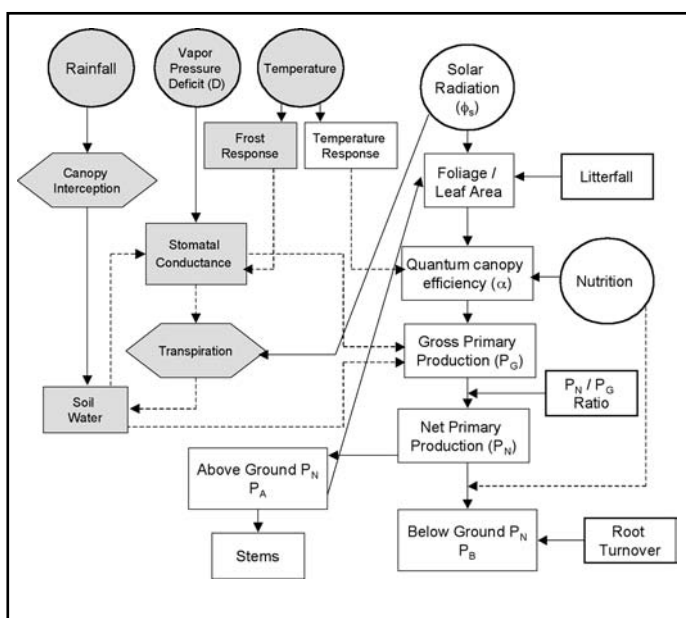 Rainfall
Vapor
Pressure
Deficit (D)
Temperature
Solar
Radiation
(ϕs)
Frost
Response
Temperature
Response
Canopy
Interception
Foliage /
Leaf Area
Litterfall
Stomatal
Conductance
Quantum canopy
efficiency (α)
Nutrition
Transpiration
Gross Primary
Production (PG)
Soil
Water
PN / PG
Ratio
Net Primary
Production (PN)
Above Ground PN
PA
Stems
Below Ground PN
PB
Root
Turnover